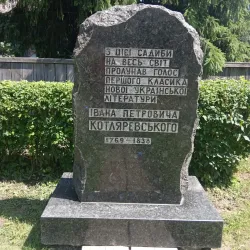 З ЦІЄЇ САДИБИ
НА ВЕСЬ СВІТ
ПРОЛУНАВ ГОЛОС
ПЕРШОГО КЛАСИКА
НОВОЇ УКРАЇНСЬКОЇ
ЛІТЕРАТУРИ
ІВАНА ПЕТРОВИЧА
КОТЛЯРЕВСЬКОГО
1769-1838